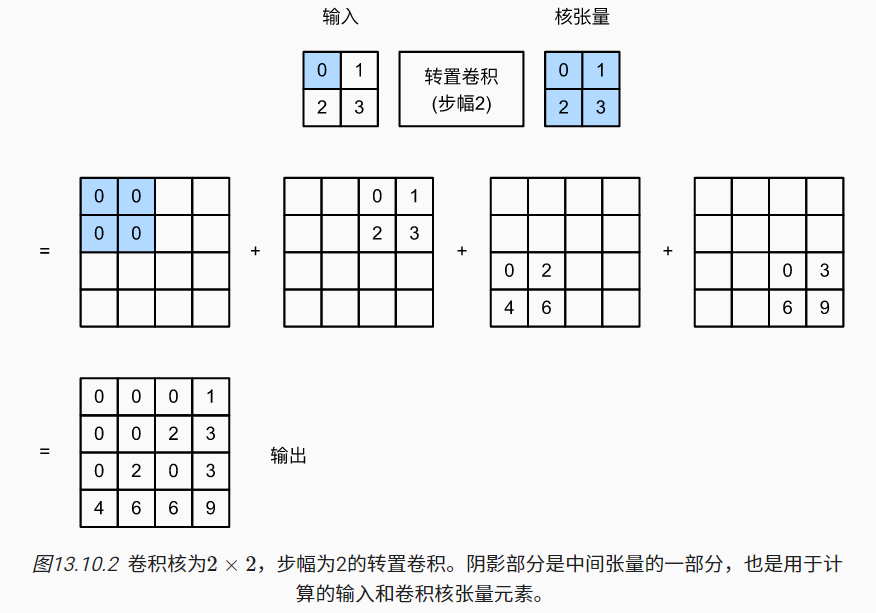 输入 核张量
0 1 转置卷积 0 1
2 3 (步幅2) 2 3
0 0 0 1
0 0 2 3
= + + +
0 2 0 3
4 6 6 9
0 0 0 1
0 0 2 3
= 输出
0 2 0 3
4 6 6 9
图13.10.2 卷积核为2 × 2，步幅为2的转置卷积。阴影部分是中间张量的一部分，也是用于计
算的输入和卷积核张量元素。